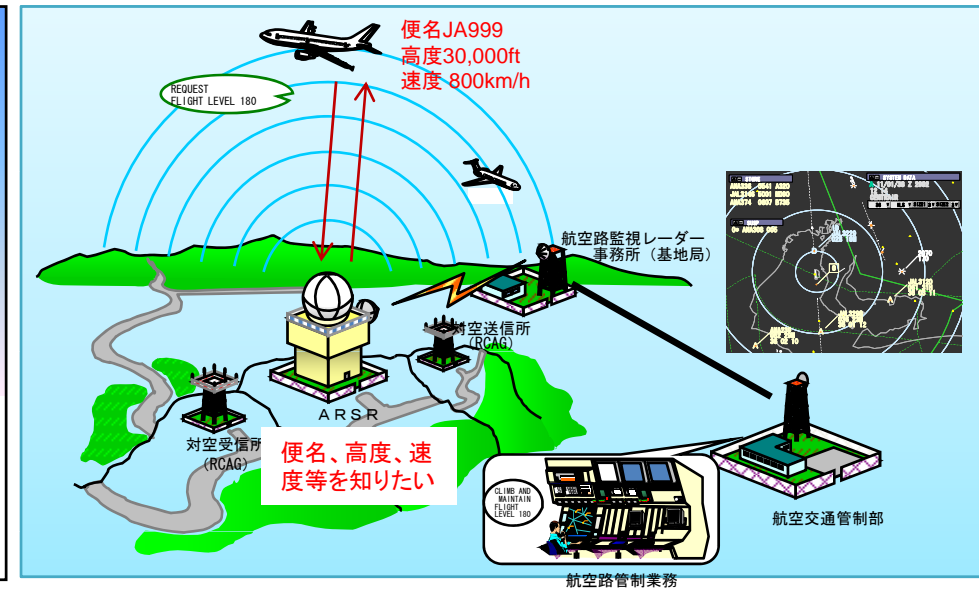 便名JA999
高度30,000ft
速度 800km/h
REQUEST
FLIGHT LEVEL 180
航空路監視レーダー
事務所（基地局）
対空送信所
（RCAG）
ARSR
対空受信所
（RCAG）
便名、高度、速
度等を知りたい
CLIMB AND
MAINTAIN
FLIGHT
LEVEL 180
航空交通管制部
航空路管制業務
SYSTEM DATA